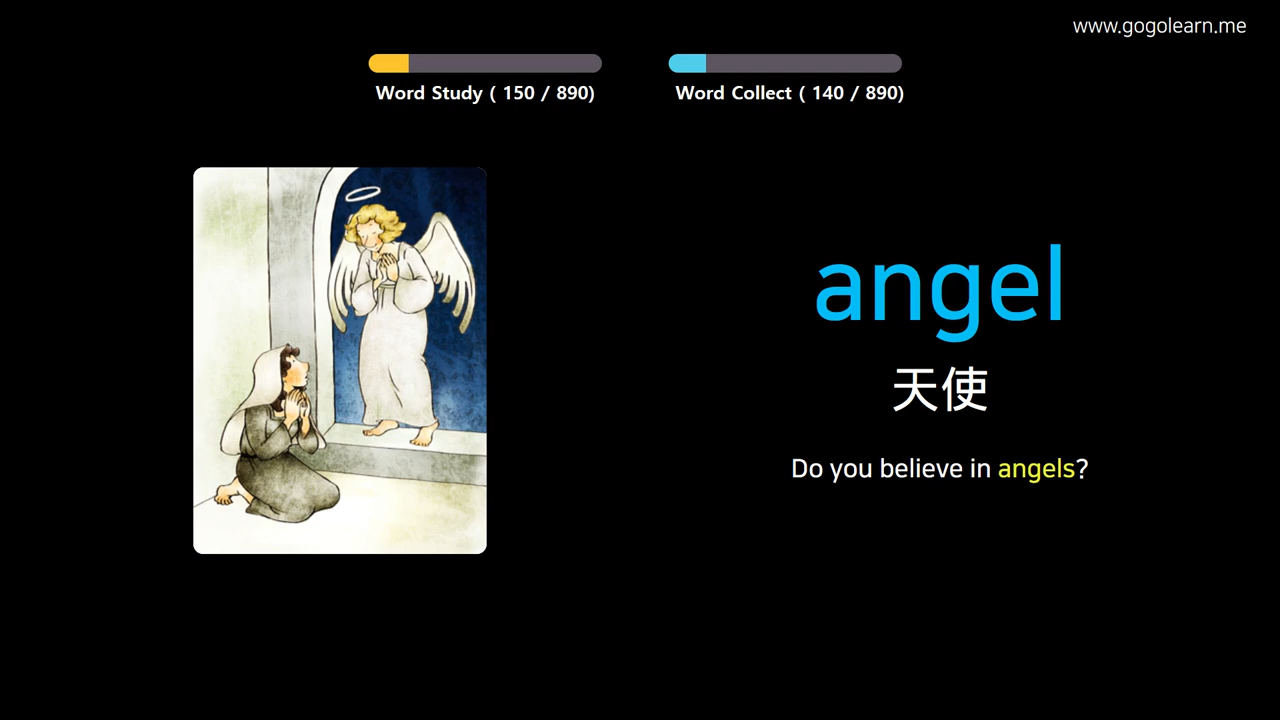 www.gogolearn.me
Word Study ( 150 / 890)
Word Collect ( 140 / 890)
angel
天使
Do you believe in angels?